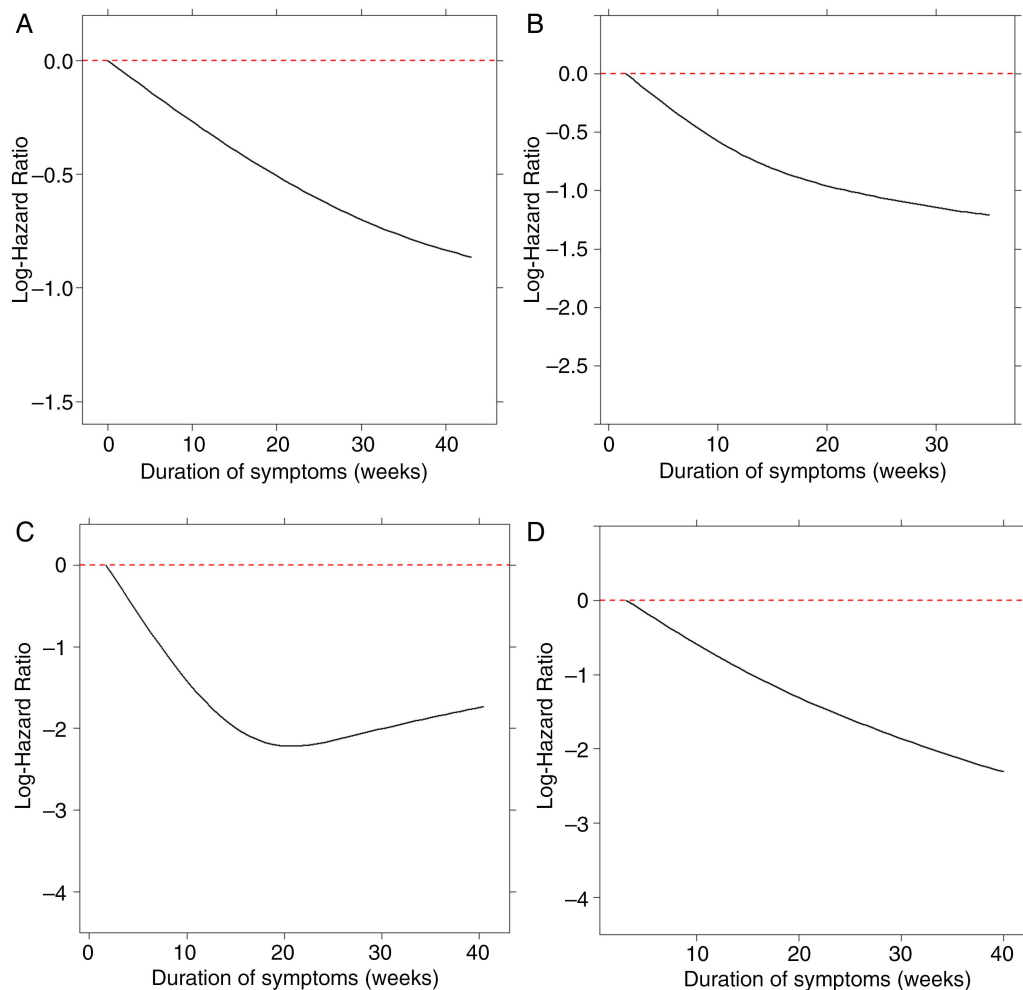 A
0.0
−0.5
−1.0
−1.5
Log-Hazard Ratio
0 10 20 30 40
Duration of symptoms (weeks)
B
0.0
−0.5
−1.0
−1.5
−2.0
−2.5
Log-Hazard Ratio
0 10 20 30
Duration of symptoms (weeks)
C
0
−1
−2
−3
−4
Log-Hazard Ratio
0 10 20 30 40
Duration of symptoms (weeks)
D
0
−1
−2
−3
−4
Log-Hazard Ratio
10 20 30 40
Duration of symptoms (weeks)